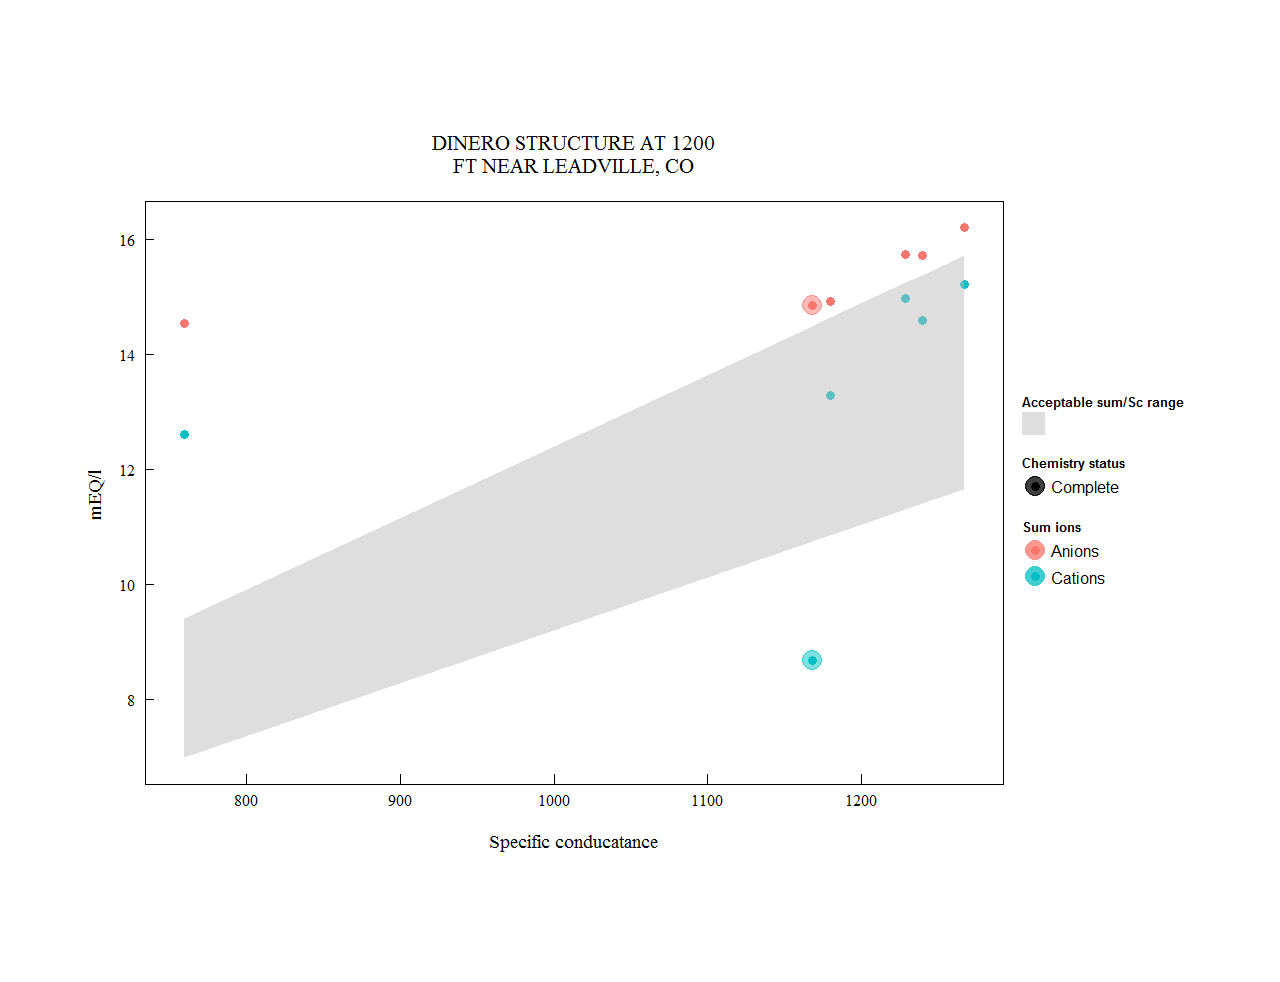 DINERO STRUCTURE AT 1200
FT NEAR LEADVILLE, CO
16
14
12
10
8
mEQ/l
800
900
1000
1100
1200
Specific conducatance
Acceptable sum/Sc range
Chemistry status
Complete
Sum ions
Anions
Cations